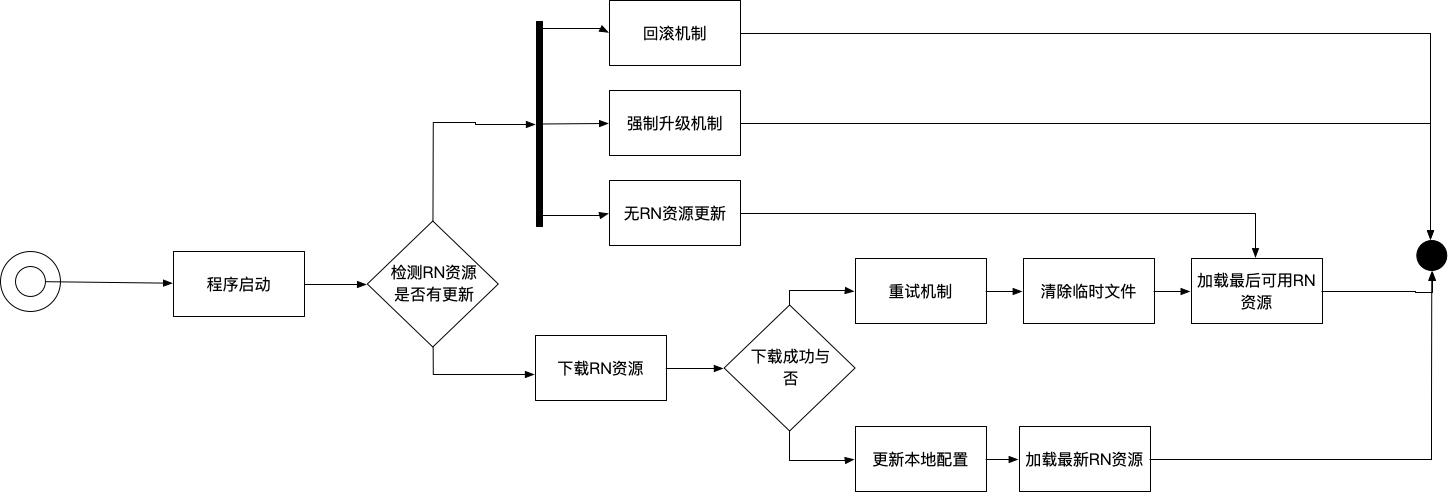 回滚机制
强制升级机制
无RN资源更新
程序启动
检测RN资源
是否有更新
重试机制
清除临时文件
加载最后可用RN
资源
下载RN资源
下载成功与
否
更新本地配置
加载最新RN资源